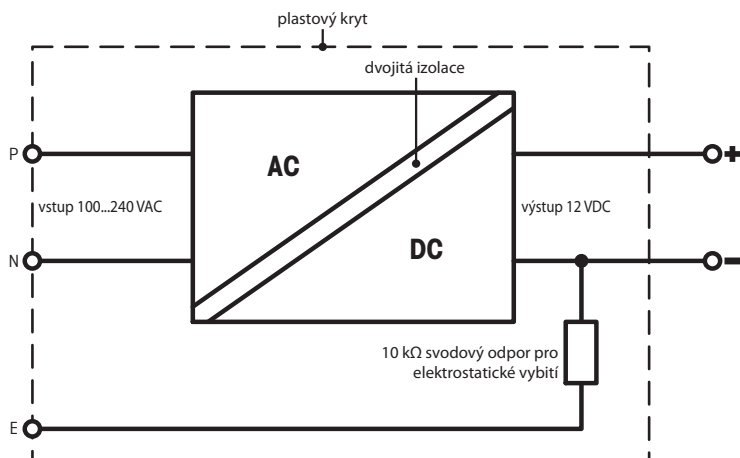 plastový kryt
dvojitá izolace
P
AC
+
vstup 100...240 VAC
výstup 12 VDC
N
DC
−
10 kΩ svodový odpor pro
elektrostatické vybití
E